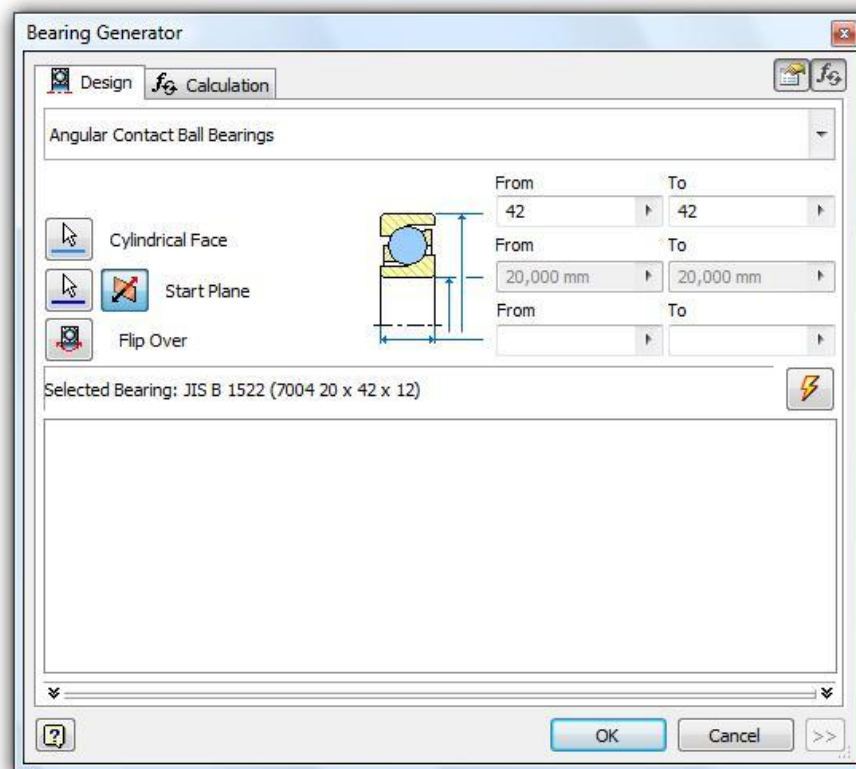 Bearing Generator
Design
Calculation
Angular Contact Ball Bearings
From To
42 42
Cylindrical Face
From To
20,000 mm 20,000 mm
Start Plane
From To
Flip Over
Selected Bearing: JIS B 1522 (7004 20 x 42 x 12)
OK Cancel >>